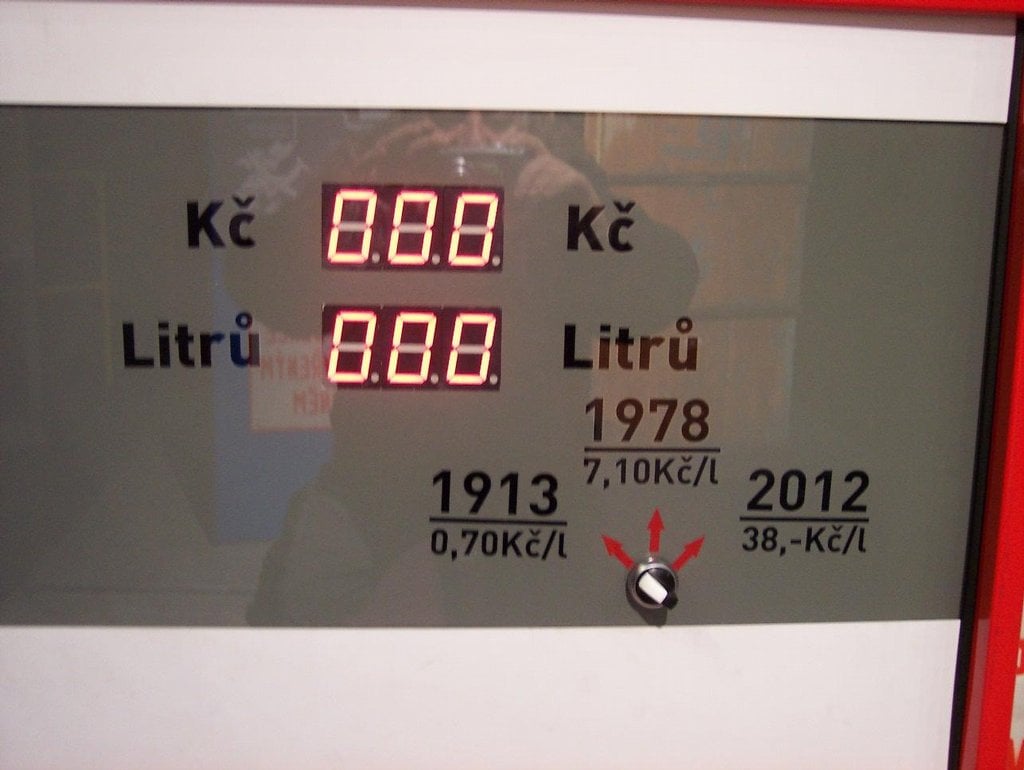 Kč 000 Kč
Litrů 000 Litrů
1978
7,10Kč/l
1913
0,70Kč/l
2012
38,-Kč/l